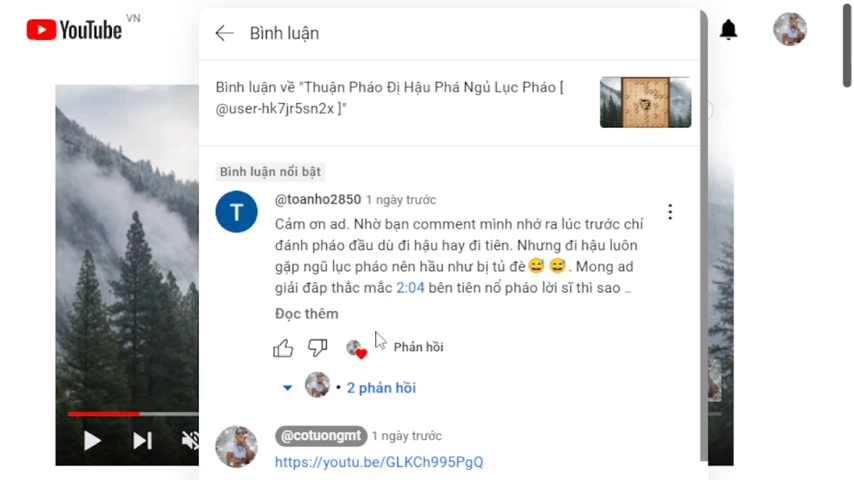 YouTube VN
Bình luận
Bình luận về "Thuận Pháo Đị Hậu Phá Ngủ Lục Pháo [
@user-hk7jr5sn2x ]"
Bình luận nổi bật
T
@toanho2850 1 ngày trước
Cảm ơn ad. Nhờ bạn comment mình nhớ ra lúc trước chỉ
đánh pháo đầu dù đi hậu hay đi tiên. Nhưng đi hậu luôn
gặp ngũ lục pháo nên hầu như bị tủ đè😅 😅. Mong ad
giải đâp thắc mắc 2:04 bên tiên nổ pháo lời sĩ thì sao ...
Đọc thêm
Phản hồi
• 2 phản hồi
@cotuongmt 1 ngày trước
https://youtu.be/GLKCh995PgQ